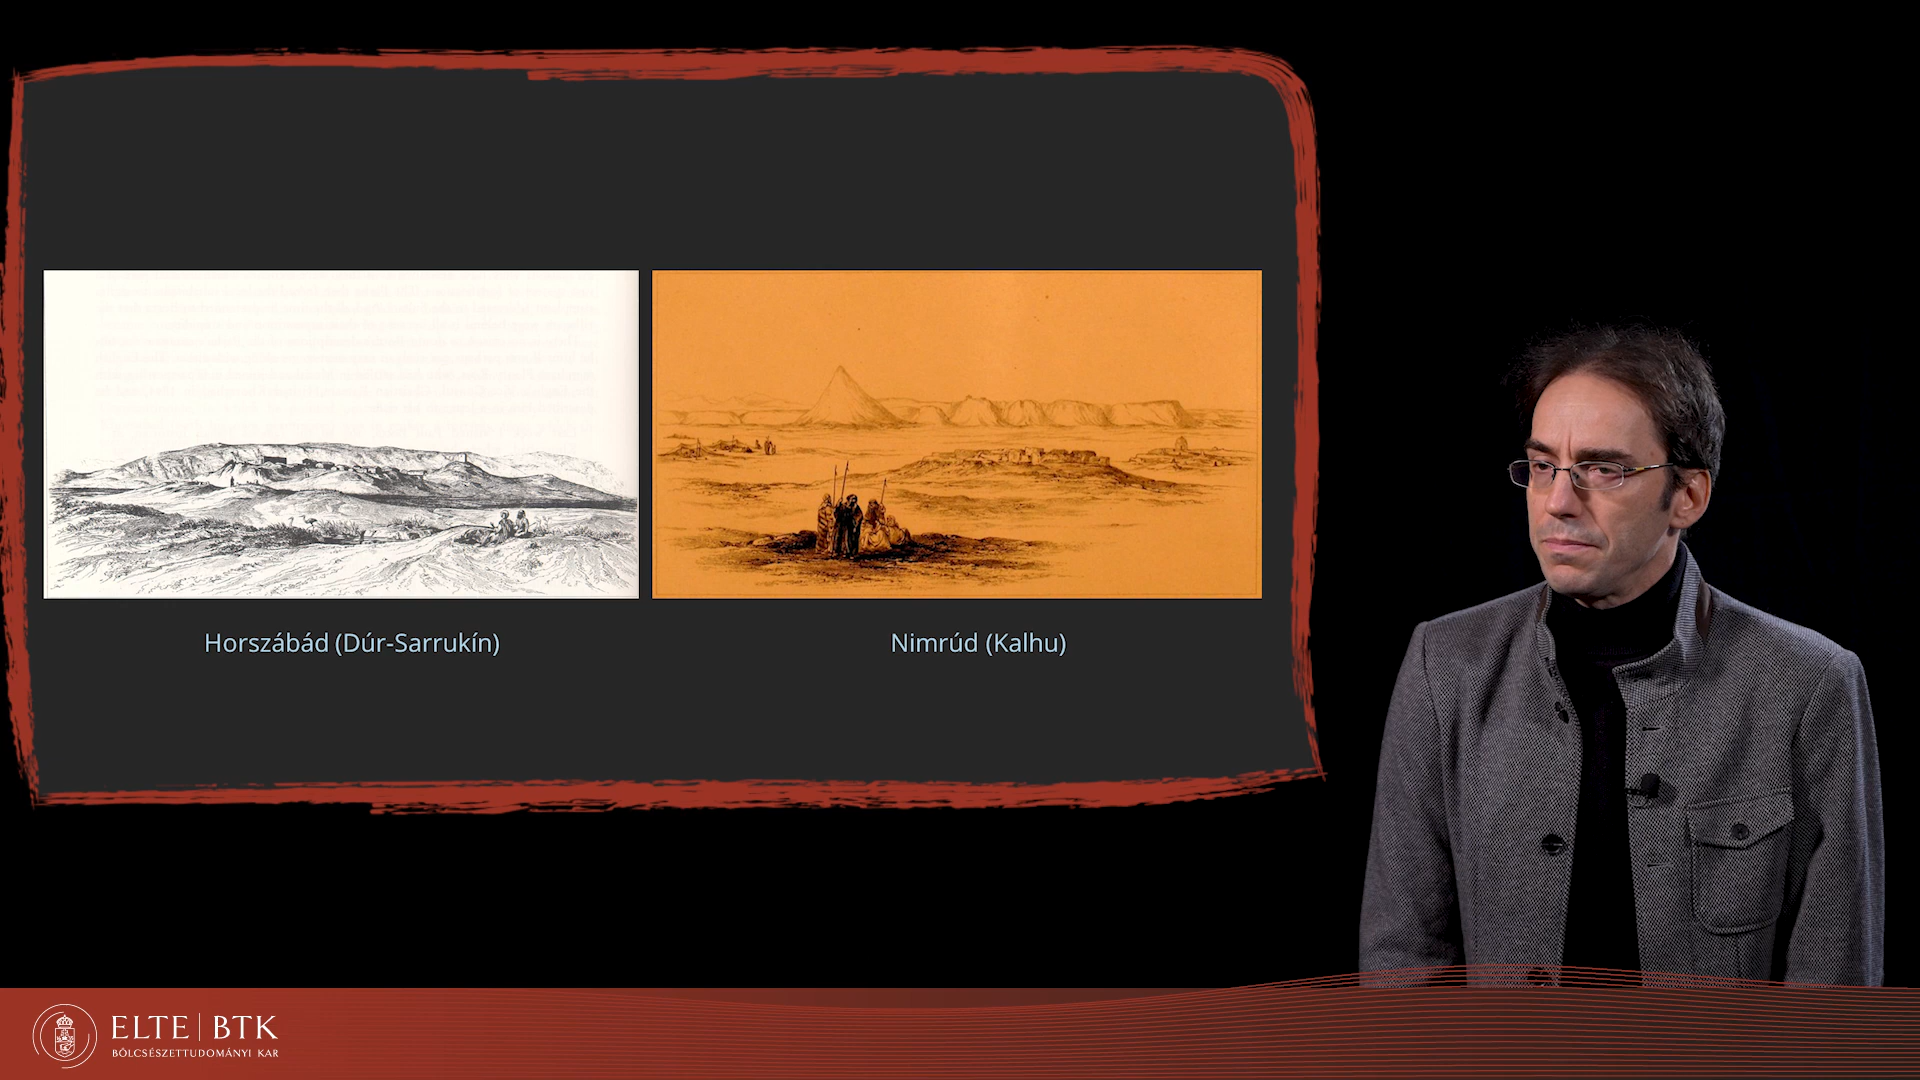 Horszábád (Dúr-Sarrukín)
Nimrúd (Kalhu)
ELTE | BTK
BÖLCSÉSZETTUDOMÁNYI KAR